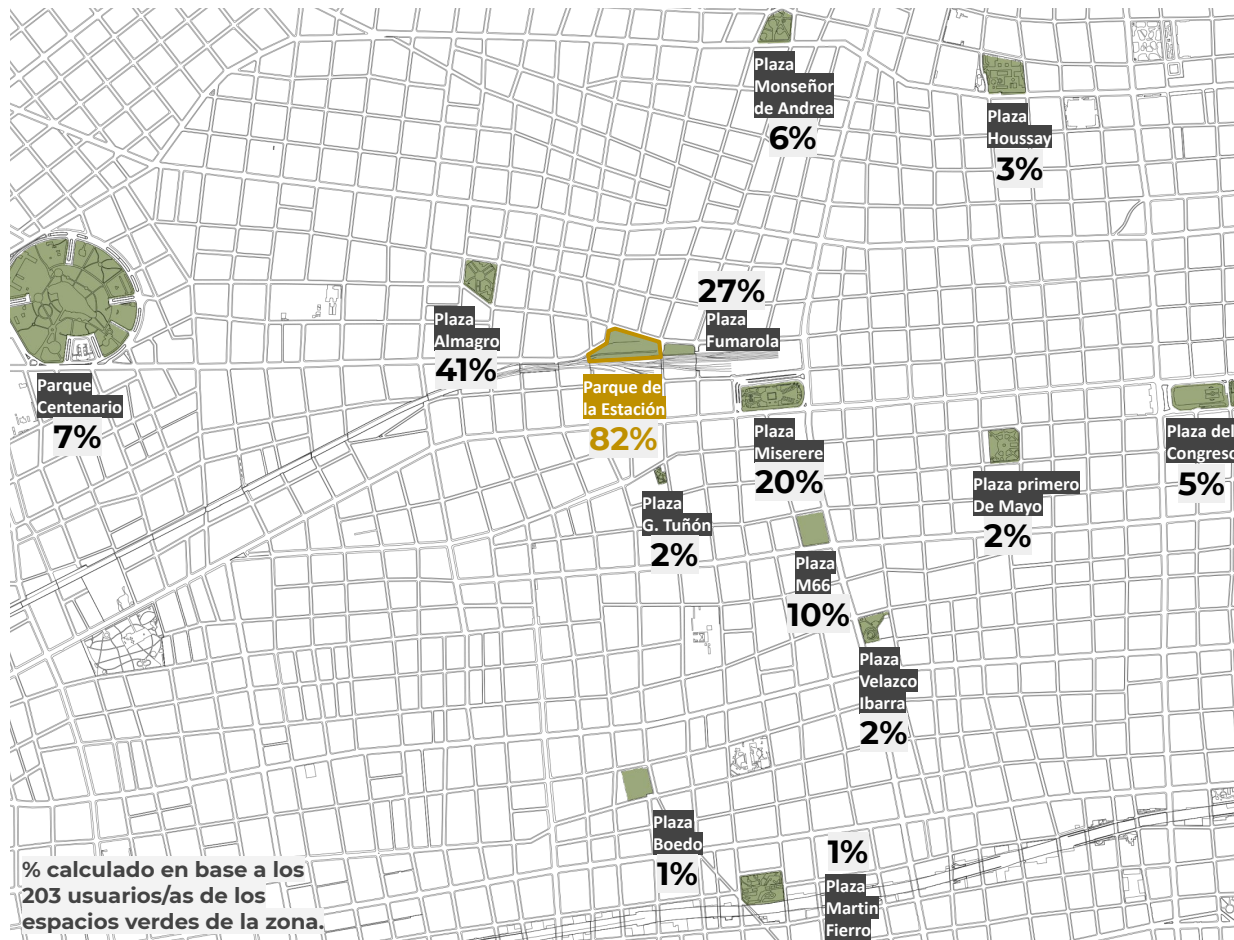 Plaza
Monseñor
de Andrea
6%
Plaza
Houssay
3%
27%
Plaza
Fumarola
Plaza
Almagro
41%
Parque
Centenario
7%
Parque de
la Estación
82%
Plaza
Miserere
20%
Plaza del
Congreso
5%
Plaza primero
De Mayo
2%
Plaza
G. Tuñón
2%
Plaza
M66
10%
Plaza
Velazco
Ibarra
2%
Plaza
Boedo
1%
1%
Plaza
Martin
Fierro
% calculado en base a los
203 usuarios/as de los
espacios verdes de la zona.